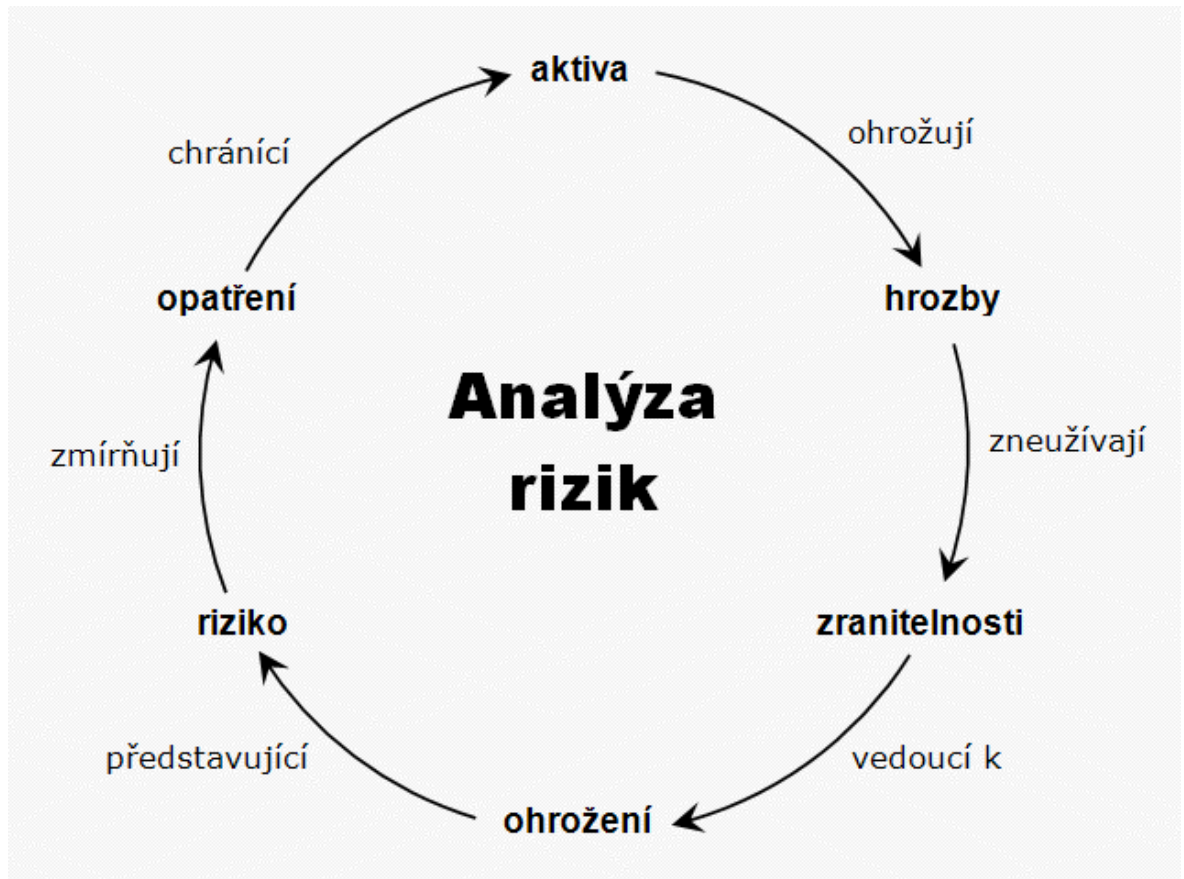 aktiva
ohrožují
chránící
hrozby
opatření
Analýza
rizik
zneužívají
zmírňují
zranitelnosti
riziko
vedoucí k
představující
ohrožení